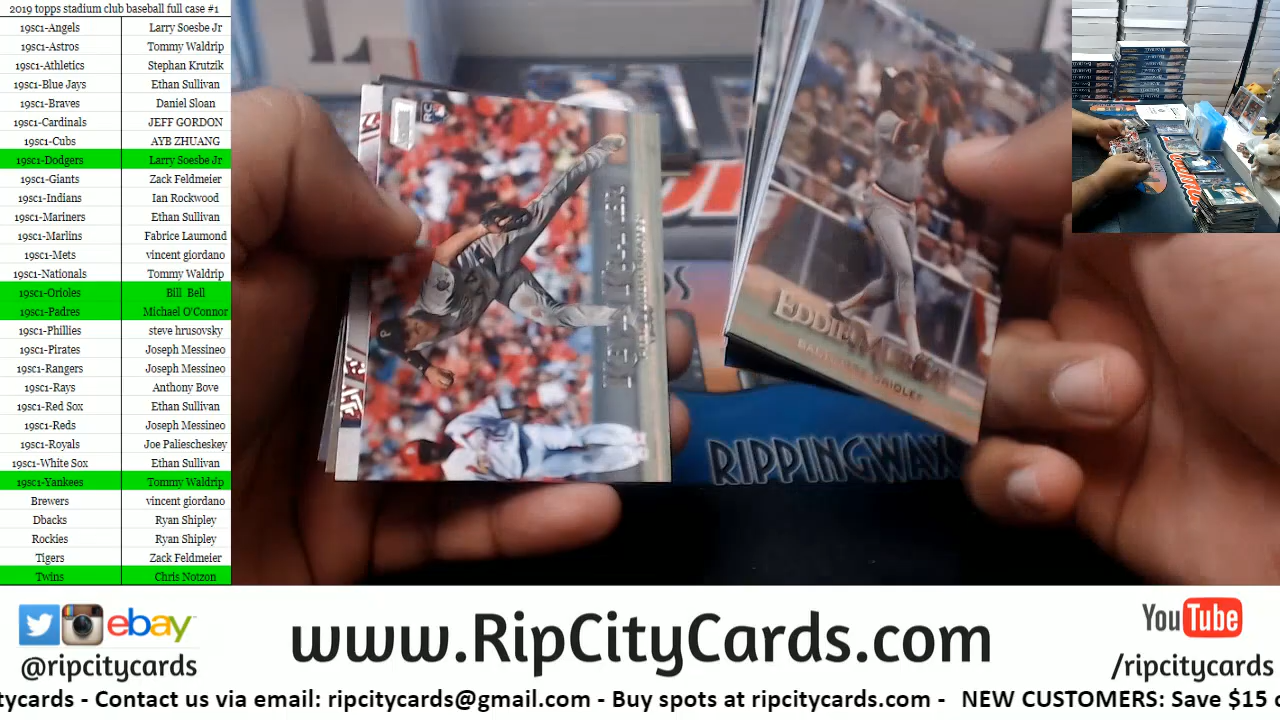 2019 topps stadium club baseball full case #1
19sc1-Angels Larry Soesbe Jr
19sc1-Astros Tommy Waldrip
19sc1-Athletics Stephan Krutzik
19sc1-Blue Jays Ethan Sullivan
19sc1-Braves Daniel Sloan
19sc1-Cardinals JEFF GORDON
19sc1-Cubs AYB ZHUANG
19sc1-Dodgers Larry Soesbe Jr
19sc1-Giants Zack Feldmeier
19sc1-Indians Ian Rockwood
19sc1-Mariners Ethan Sullivan
19sc1-Marlins Fabrice Laumond
19sc1-Mets vincent giordano
19sc1-Nationals Tommy Waldrip
19sc1-Orioles Bill Bell
19sc1-Padres Michael O'Connor
19sc1-Phillies steve hrusovsky
19sc1-Pirates Joseph Messineo
19sc1-Rangers Joseph Messineo
19sc1-Rays Anthony Bove
19sc1-Red Sox Ethan Sullivan
19sc1-Reds Joseph Messineo
19sc1-Royals Joe Paliescheskey
19sc1-White Sox Ethan Sullivan
19sc1-Yankees Tommy Waldrip
Brewers vincent giordano
Dbacks Ryan Shipley
Rockies Ryan Shipley
Tigers Zack Feldmeier
Twins Chris Notzon
RC
EDDIE MURRAY
BALTIMORE ORIOLES
RIPPINGWAX
ebay
@ripcitycards
www.RipCityCards.com
YouTube
/ripcitycards
tycards - Contact us via email: ripcitycards@gmail.com - Buy spots at ripcitycards.com - NEW CUSTOMERS: Save $15 o